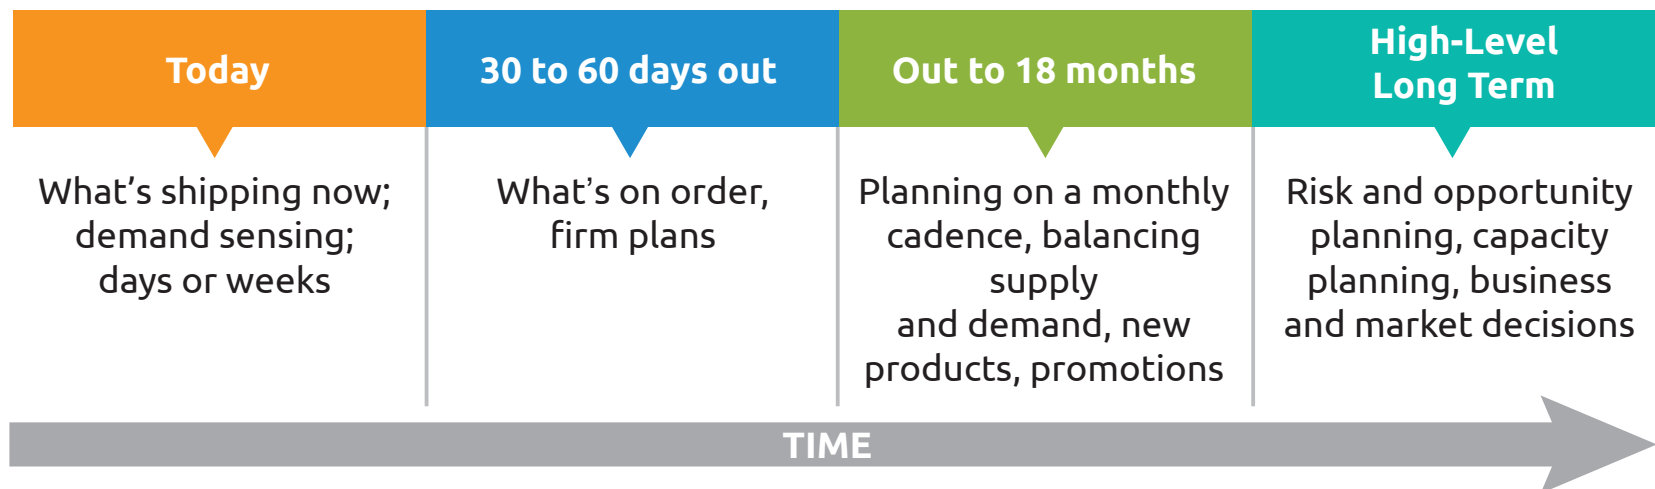 Today
What’s shipping now;
demand sensing;
days or weeks
30 to 60 days out
What’s on order,
firm plans
Out to 18 months
Planning on a monthly
cadence, balancing
supply
and demand, new
products, promotions
High-Level
Long Term
Risk and opportunity
planning, capacity
planning, business
and market decisions
TIME